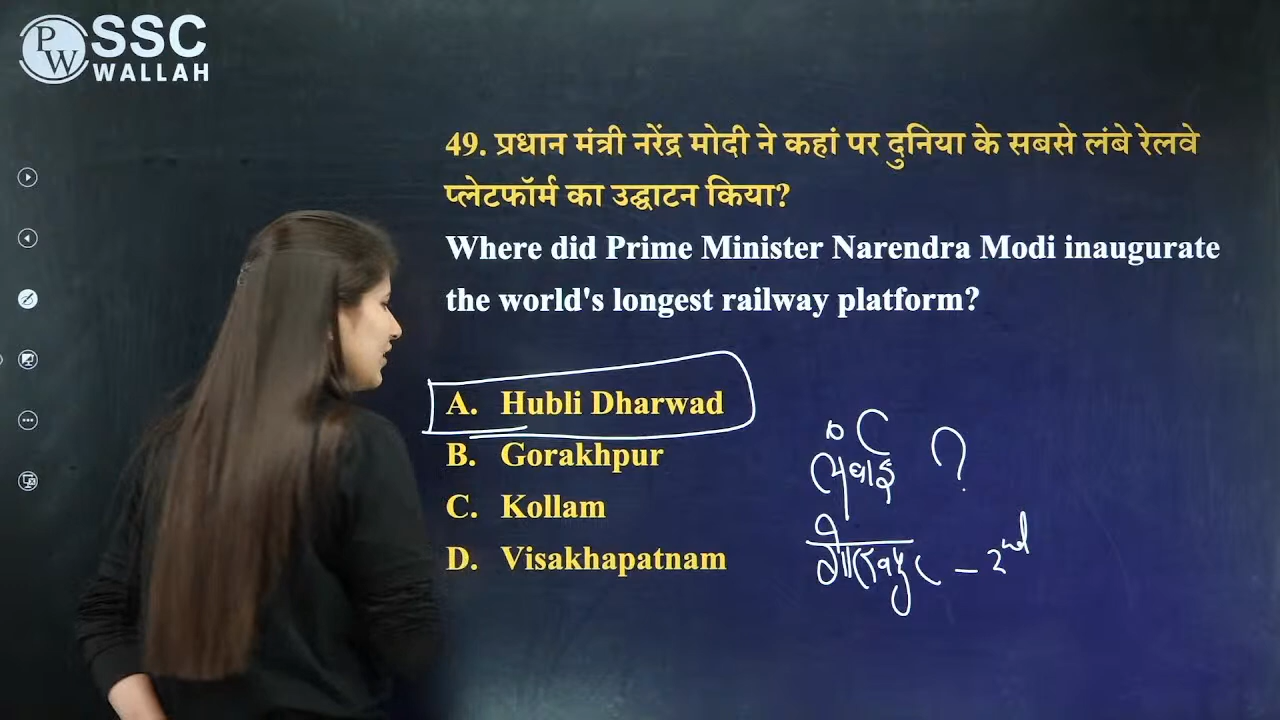 PW SSC
WALLAH
49. प्रधान मंत्री नरेंद्र मोदी ने कहां पर दुनिया के सबसे लंबे रेलवे
प्लेटफॉर्म का उद्घाटन किया?
Where did Prime Minister Narendra Modi inaugurate
the world's longest railway platform?
A. Hubli Dharwad
B. Gorakhpur
C. Kollam
D. Visakhapatnam
?
गोरखपुर – 2nd